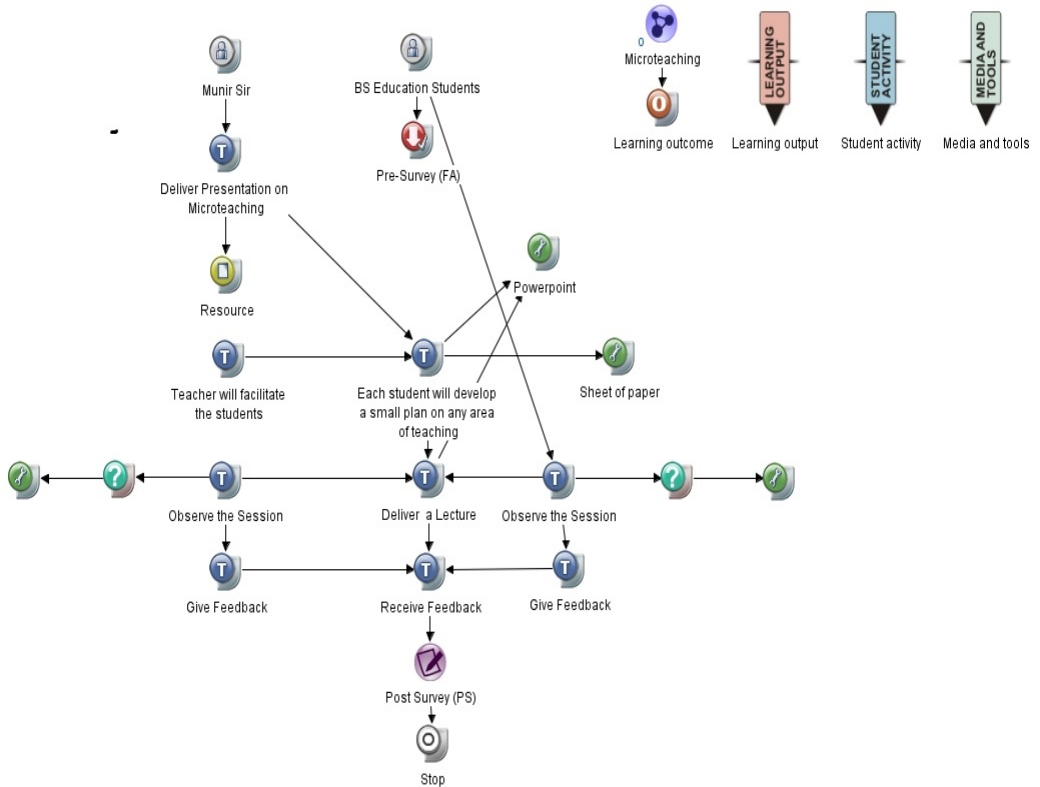 Munir Sir
BS Education Students
0
Microteaching
O
Learning outcome
LEARNING
OUTPUT
Learning output
STUDENT
ACTIVITY
Student activity
MEDIA AND
TOOLS
Media and tools
T
Deliver Presentation on
Microteaching
Pre-Survey (FA)
Resource
Powerpoint
T
Teacher will facilitate
the students
T
Each student will develop
a small plan on any area
of teaching
Sheet of paper
?
T
Observe the Session
T
Deliver a Lecture
T
Observe the Session
?
T
Give Feedback
T
Receive Feedback
T
Give Feedback
Post Survey (PS)
Stop